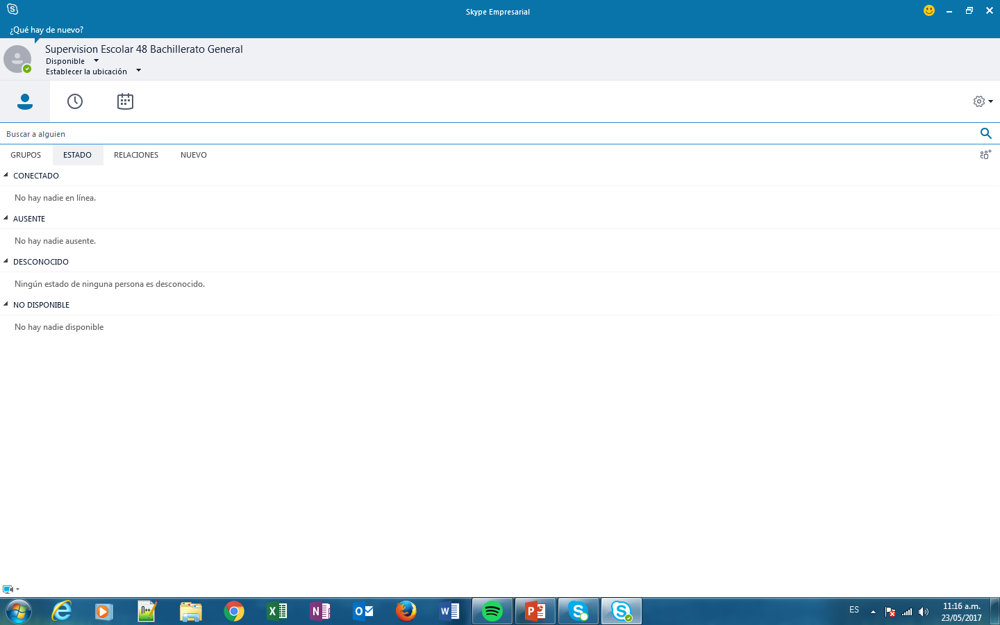 Skype Empresarial
¿Qué hay de nuevo?
Supervision Escolar 48 Bachillerato General
Disponible
Establecer la ubicación
Buscar a alguien
GRUPOS ESTADO RELACIONES NUEVO
CONECTADO
No hay nadie en línea.
AUSENTE
No hay nadie ausente.
DESCONOCIDO
Ningún estado de ninguna persona es desconocido.
NO DISPONIBLE
No hay nadie disponible
ES
11:16 a.m.
23/05/2017